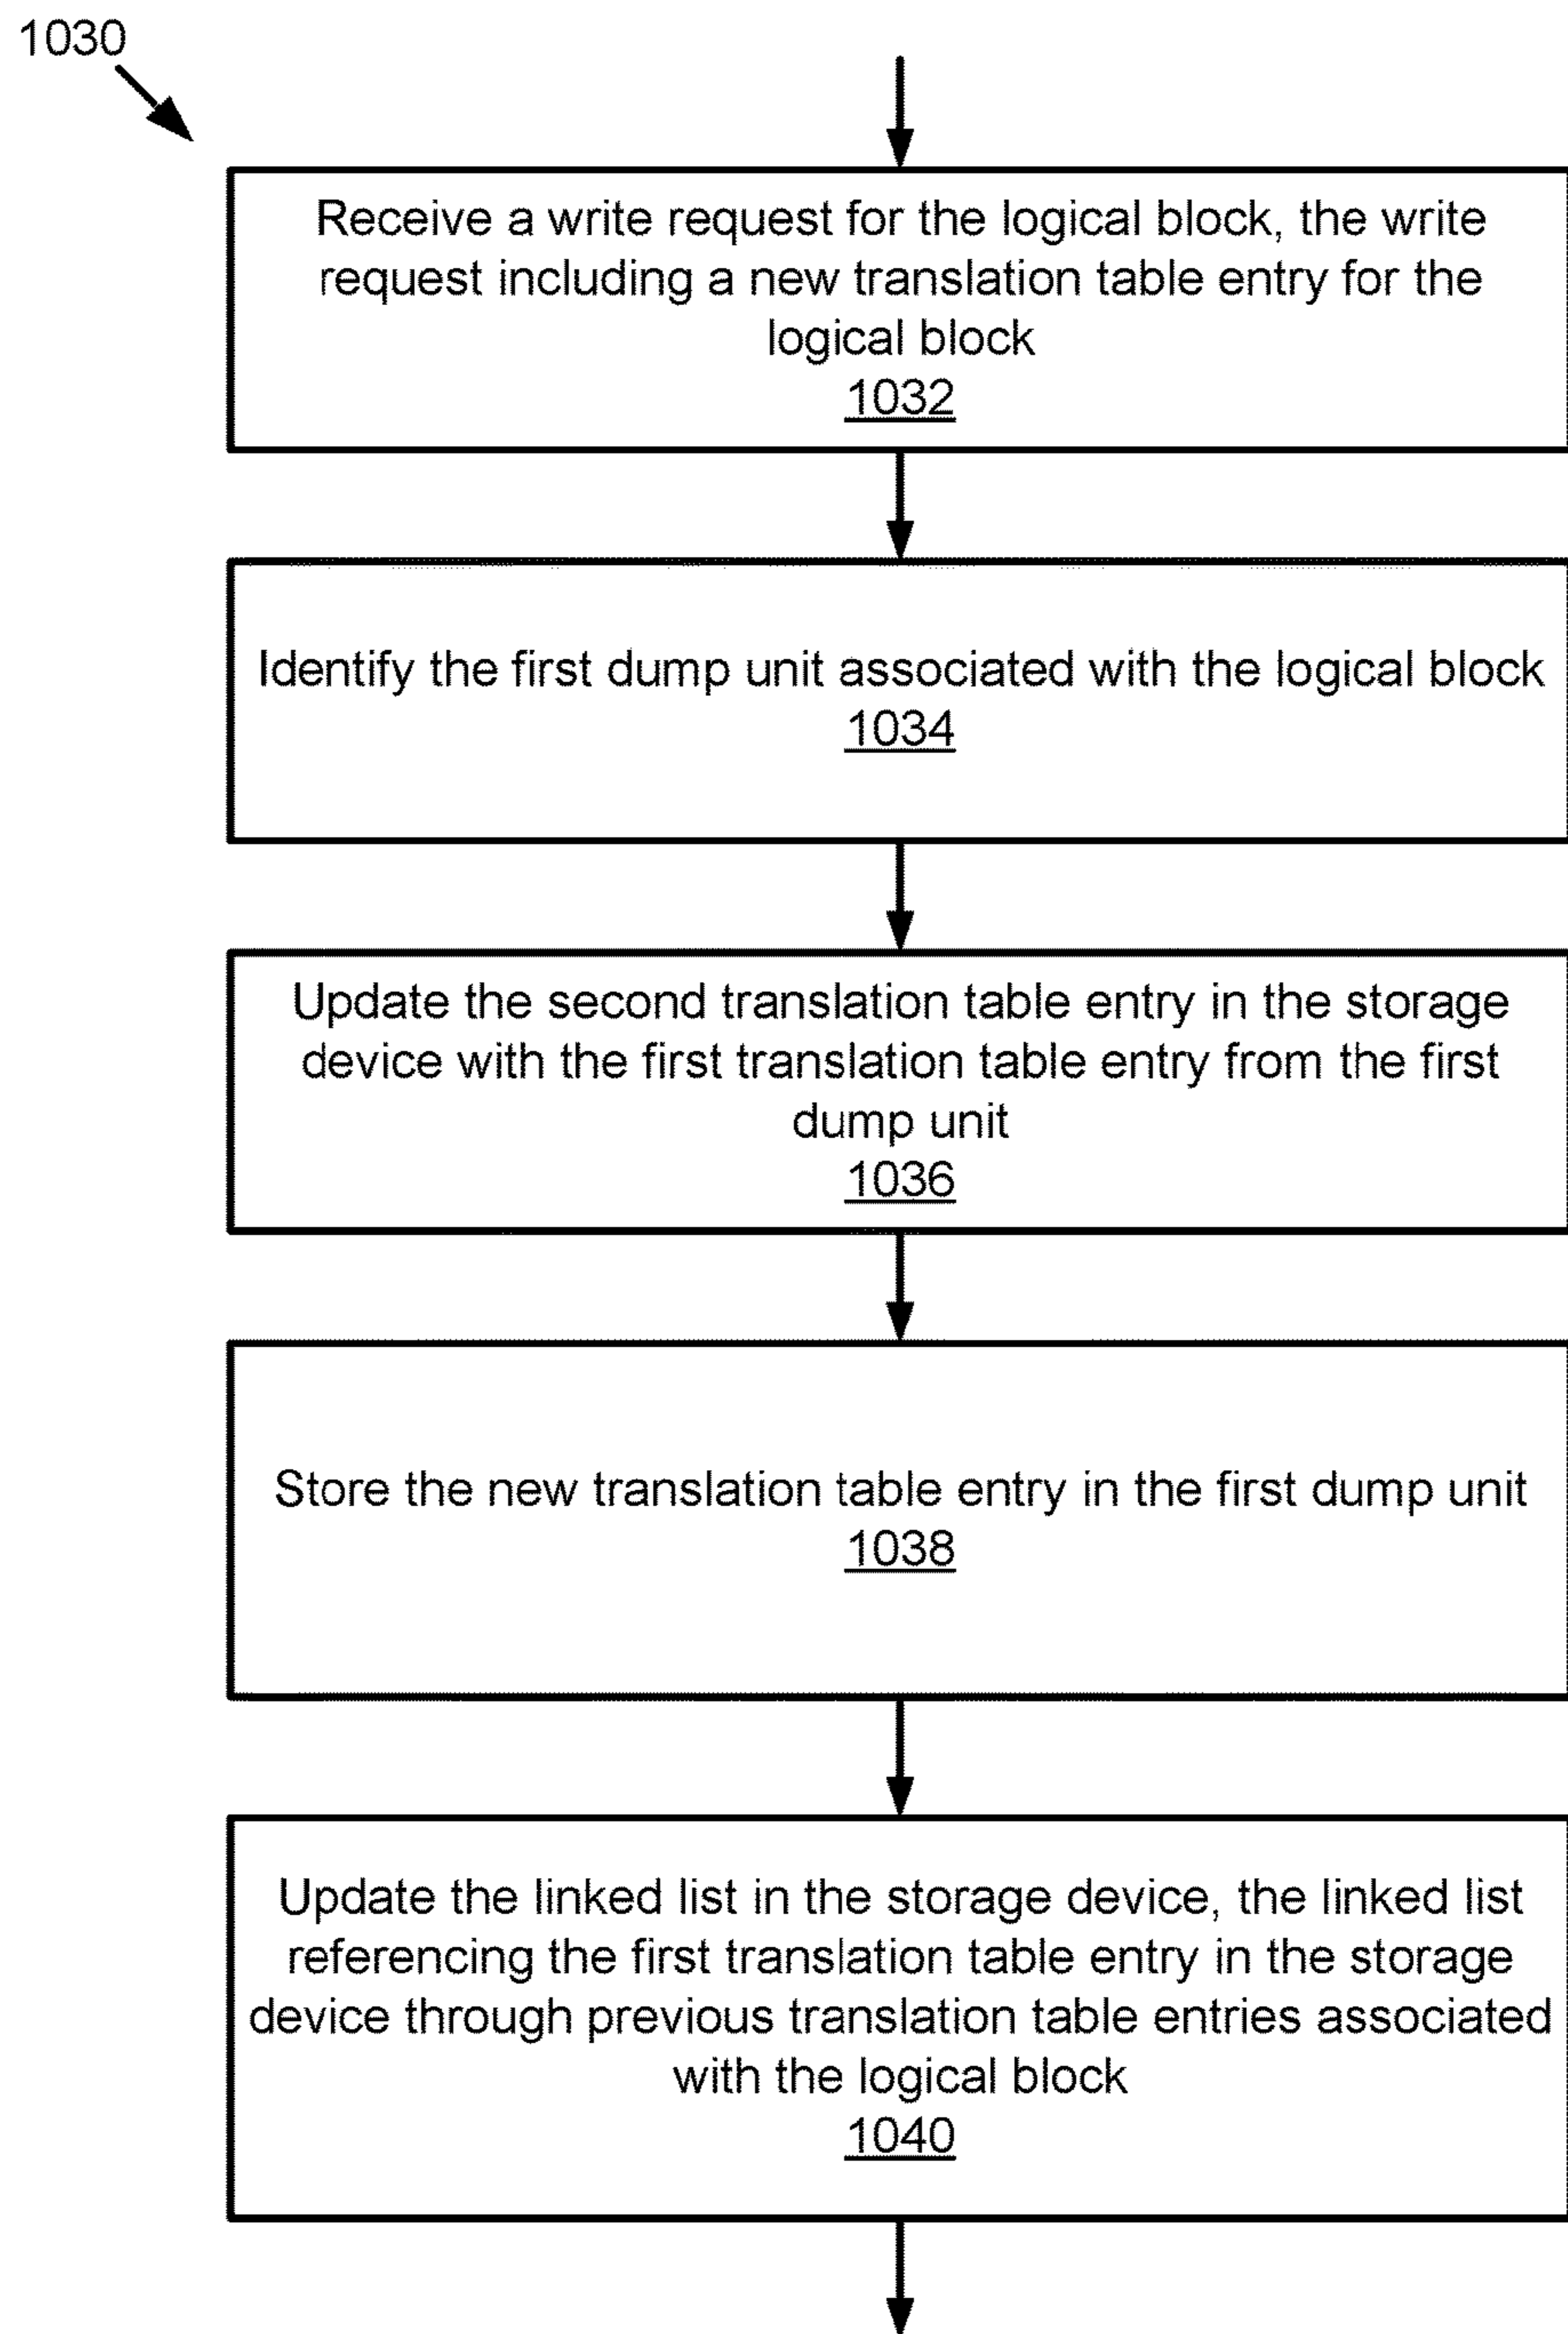 1030
Receive a write request for the logical block, the write
request including a new translation table entry for the
logical block
1032
Identify the first dump unit associated with the logical block
1034
Update the second translation table entry in the storage
device with the first translation table entry from the first
dump unit
1036
Store the new translation table entry in the first dump unit
1038
Update the linked list in the storage device, the linked list
referencing the first translation table entry in the storage
device through previous translation table entries associated
with the logical block
1040